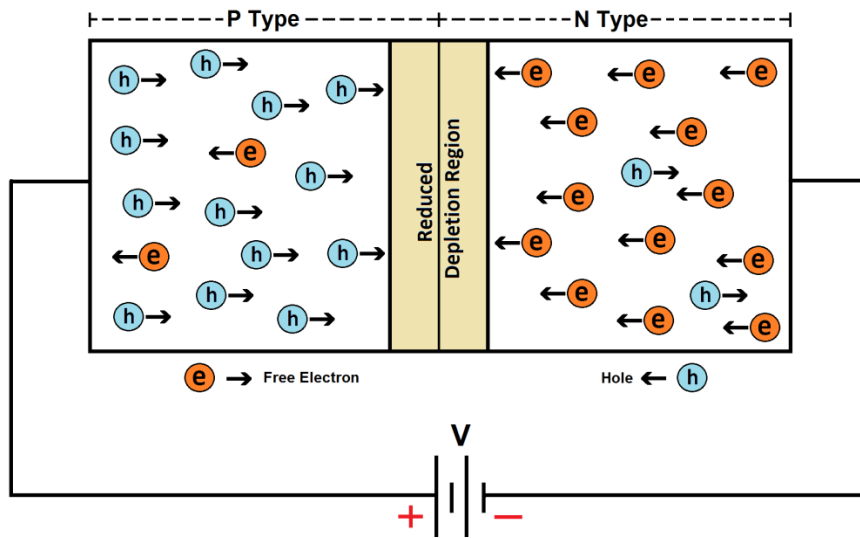 P Type N Type
h h h h h h e h h h h e h h h h h
Reduced
Depletion Region
e e e e e h e e e e e h e e e e
e Free Electron
Hole h
V
+ −